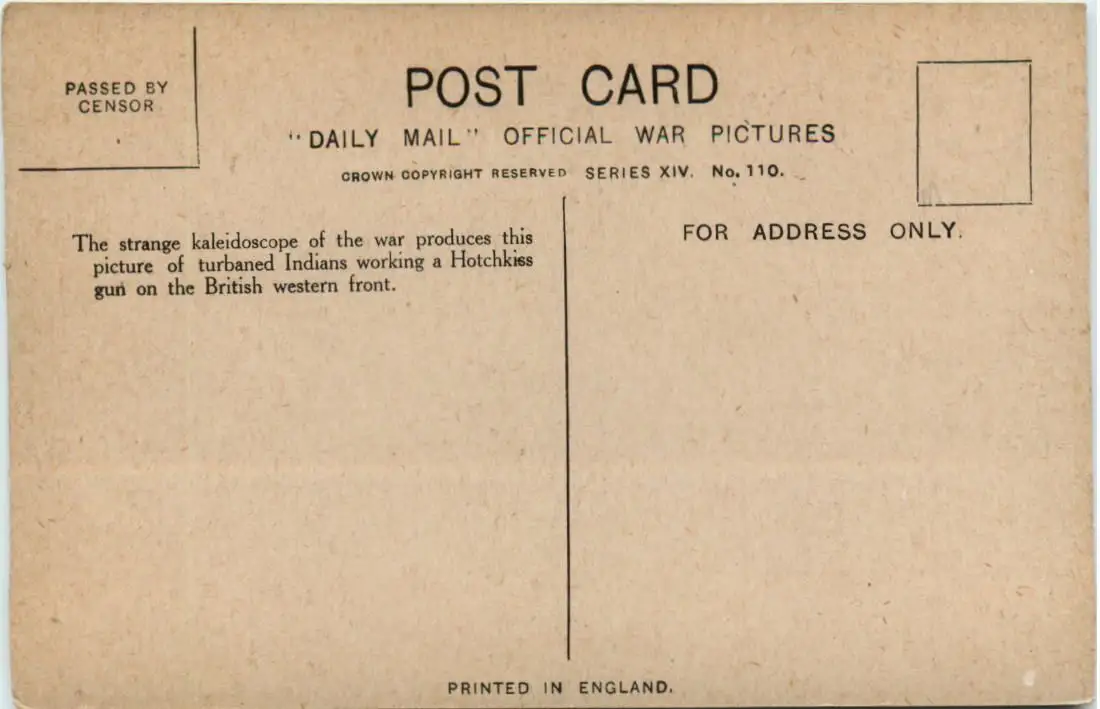 PASSED BY
CENSOR
POST CARD
"DAILY MAIL" OFFICIAL WAR PICTURES
CROWN COPYRIGHT RESERVED SERIES XIV. No. 110.
The strange kaleidoscope of the war produces this
picture of turbaned Indians working a Hotchkiss
gun on the British western front.
FOR ADDRESS ONLY.
PRINTED IN ENGLAND.